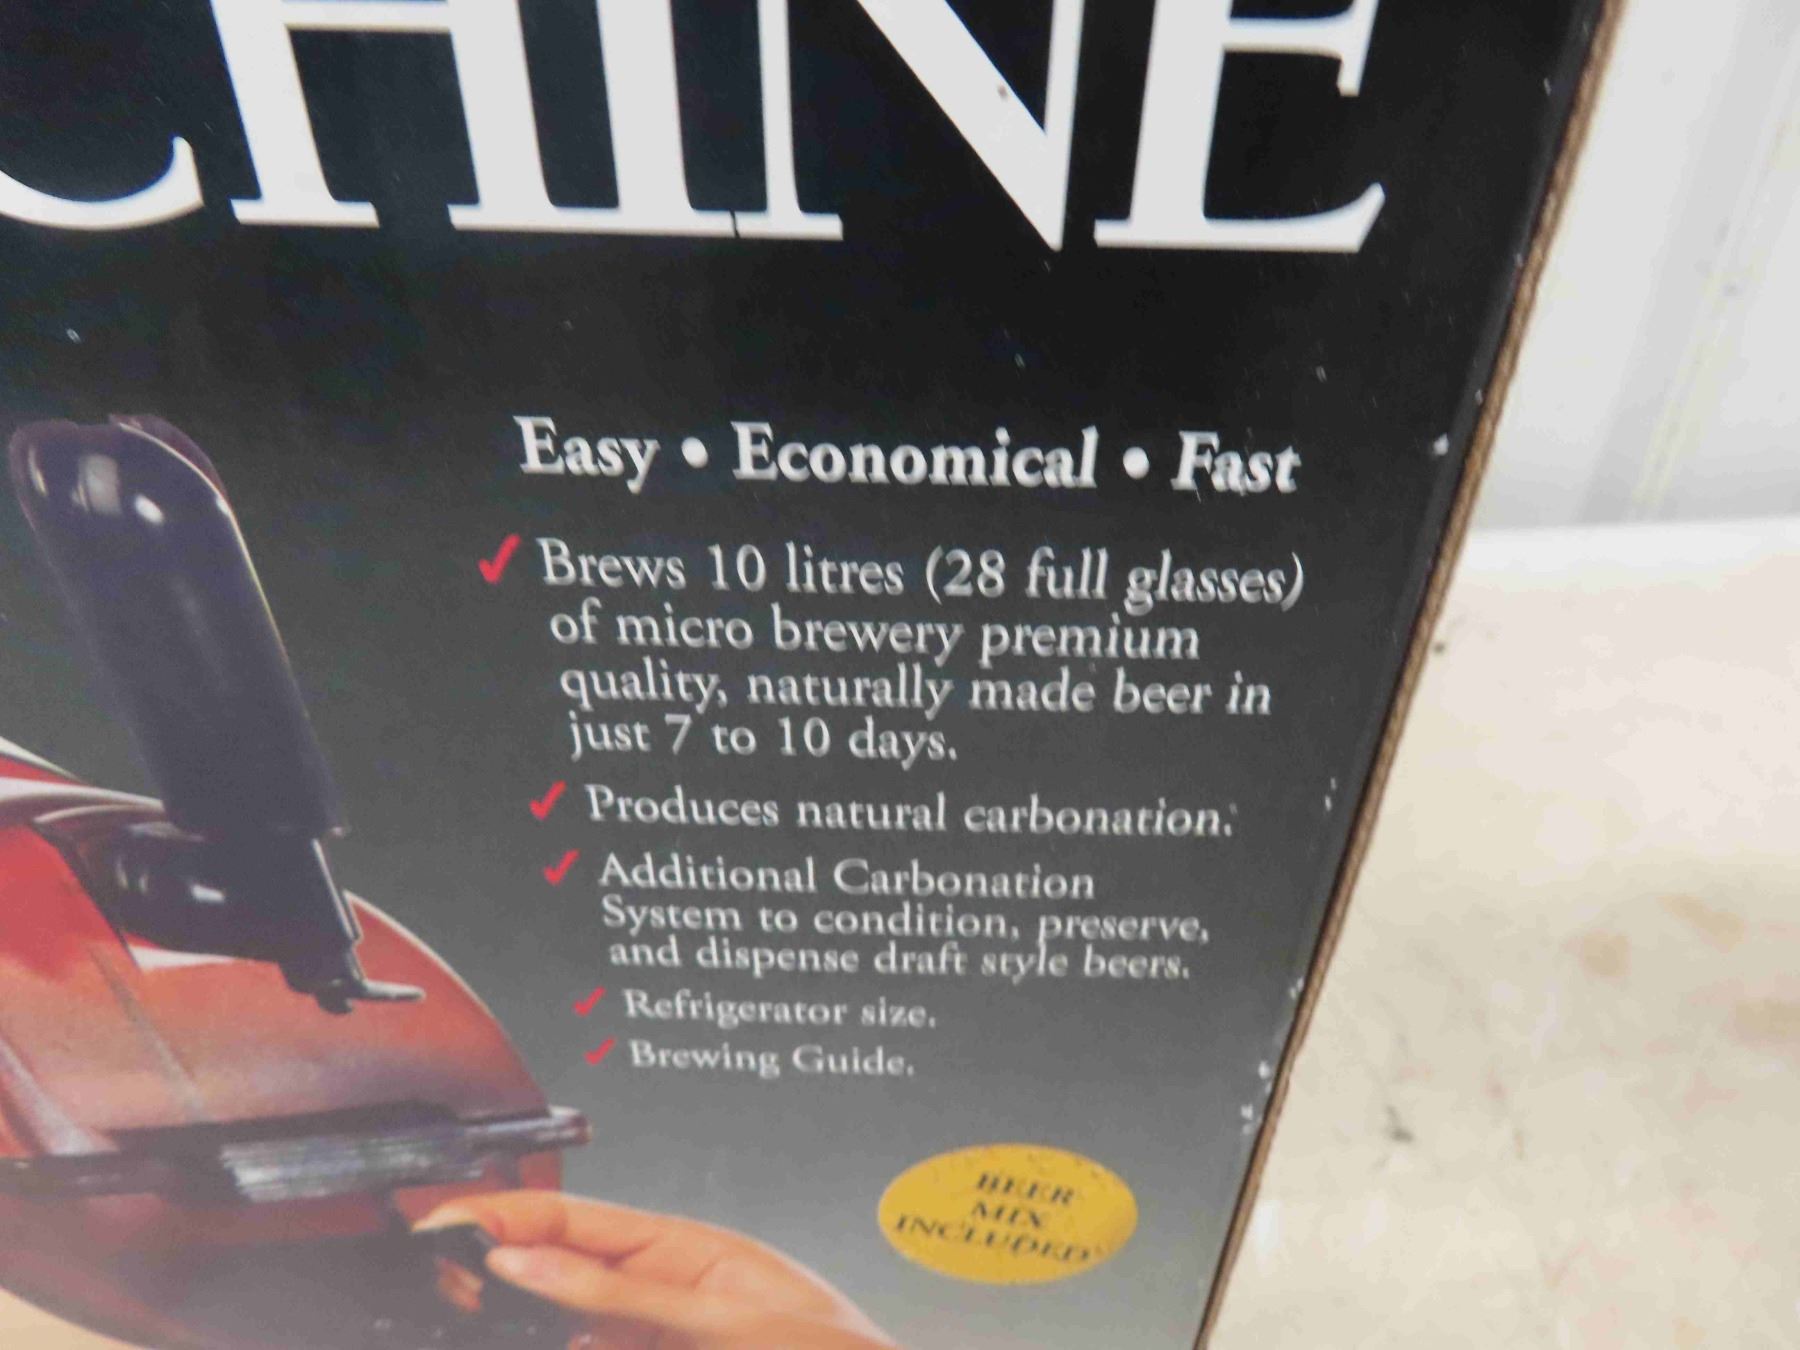 CHINE
Easy • Economical • Fast
✓ Brews 10 litres (28 full glasses)
of micro brewery premium
quality, naturally made beer in
just 7 to 10 days.
✓ Produces natural carbonation.
✓ Additional Carbonation
System to condition, preserve,
and dispense draft style beers.
✓ Refrigerator size.
✓ Brewing Guide.
BEER
MIX
INCLUDED